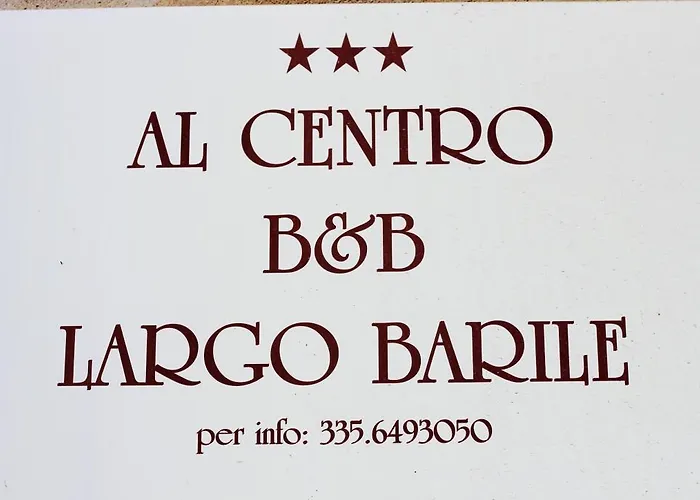 ★★★
AL CENTRO
B&B
LARGO BARILE
per info: 335.6493050